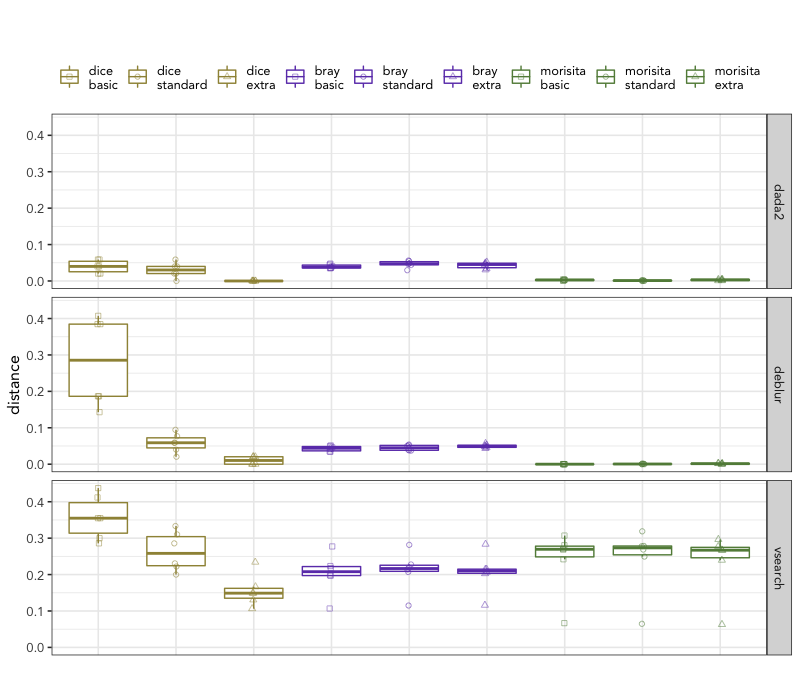 dice
basic
dice
standard
dice
extra
bray
basic
bray
standard
bray
extra
morisita
basic
morisita
standard
morisita
extra
distance
0.4
0.3
0.2
0.1
0.0
dada2
0.4
0.3
0.2
0.1
0.0
deblur
0.4
0.3
0.2
0.1
0.0
vsearch